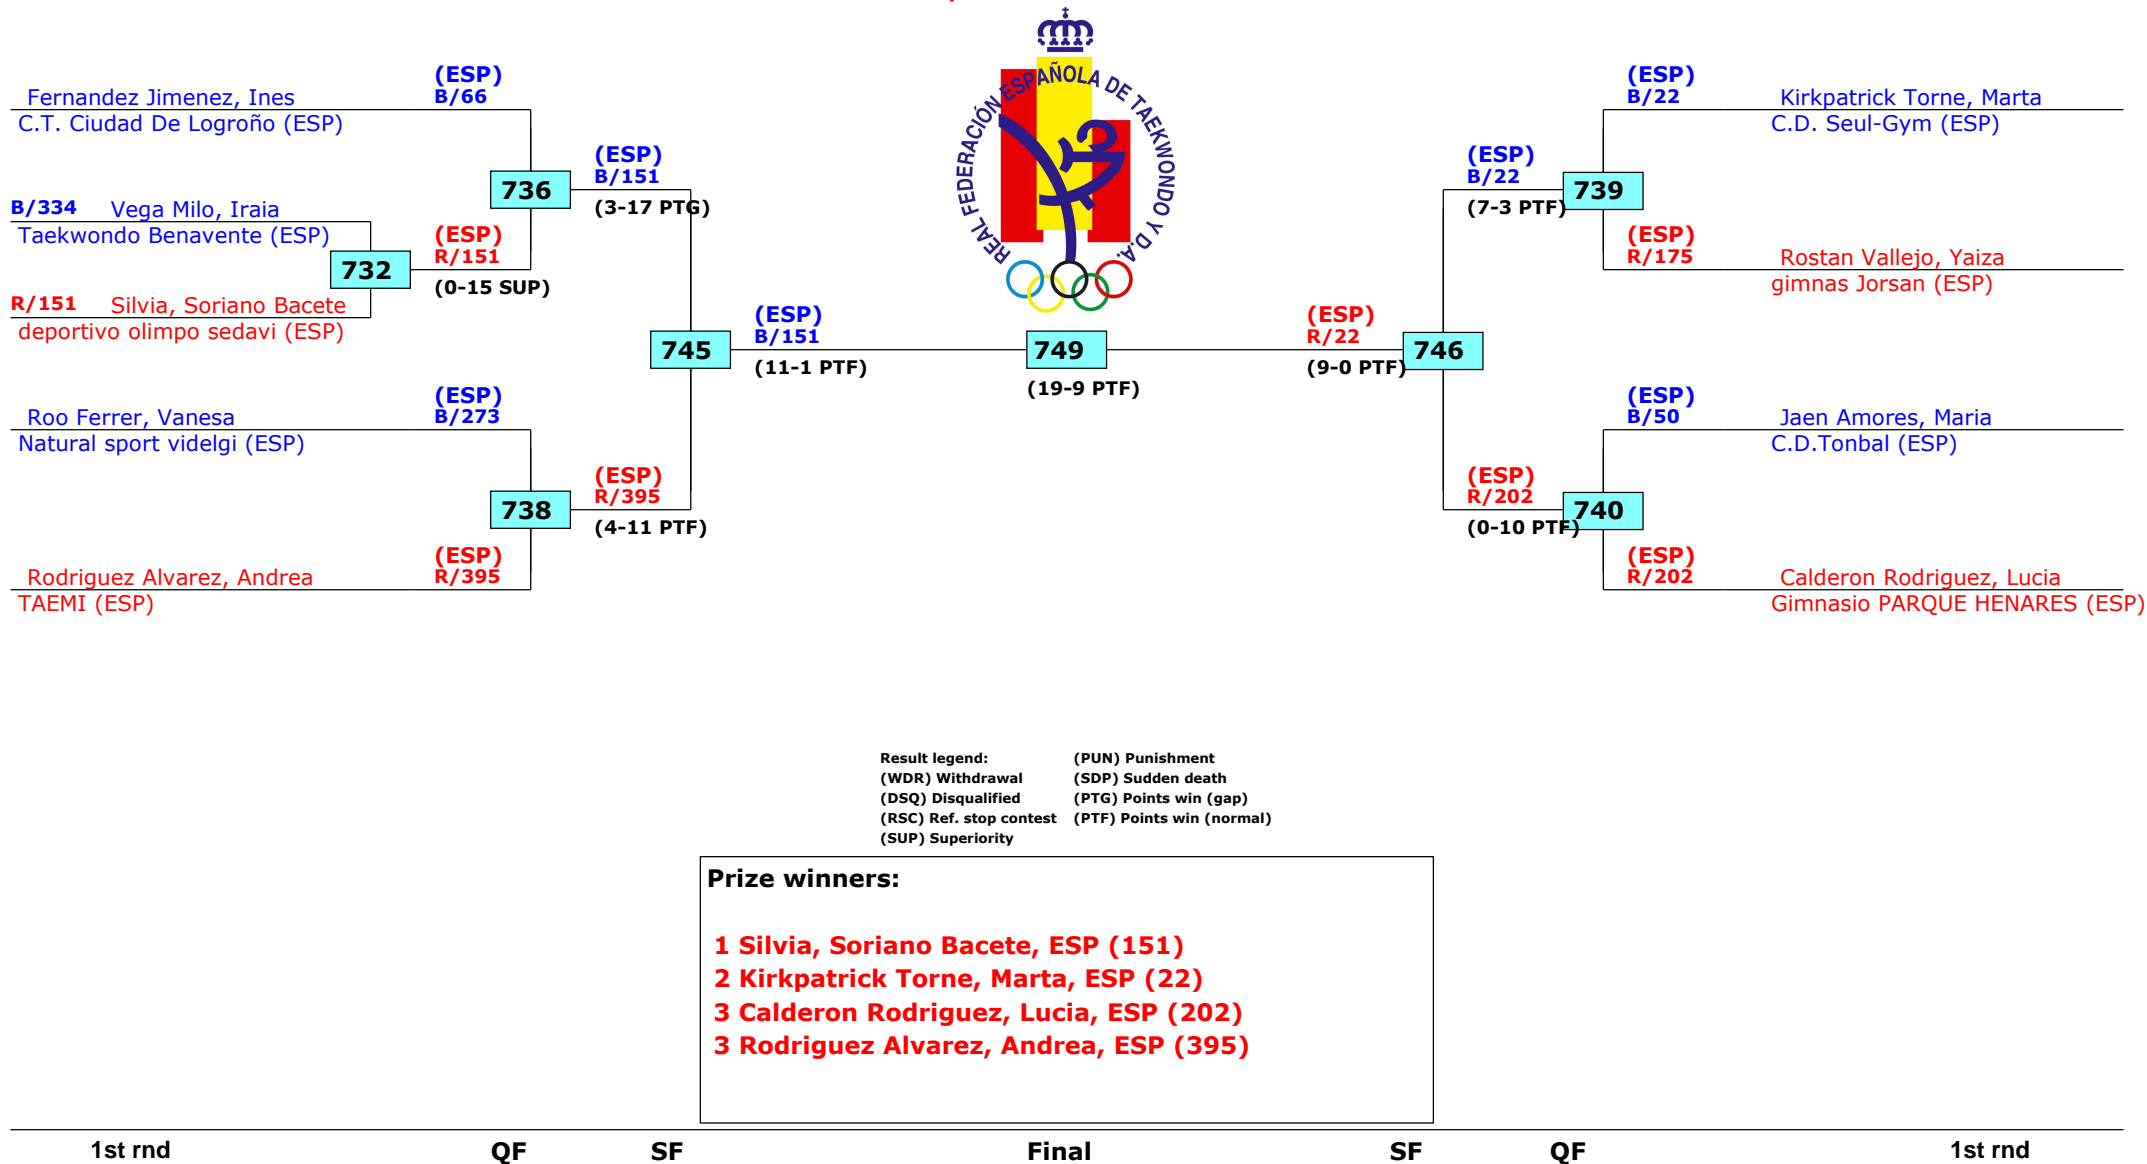 REAL FEDERACIÓN ESPAÑOLA DE TAEKWONDO Y D.A.
(ESP)
B/66
Fernandez Jimenez, Ines
C.T. Ciudad De Logroño (ESP)
736
(ESP)
B/151
(3-17 PTG)
B/334 Vega Milo, Iraia
Taekwondo Benavente (ESP)
732
(ESP)
R/151
(0-15 SUP)
R/151 Silvia, Soriano Bacete
deportivo olimpo sedavi (ESP)
745
(ESP)
B/151
(11-1 PTF)
(ESP)
B/273
Roo Ferrer, Vanesa
Natural sport videlgi (ESP)
738
(ESP)
R/395
(4-11 PTF)
(ESP)
R/395
Rodriguez Alvarez, Andrea
TAEMI (ESP)
749
(19-9 PTF)
(ESP)
R/22
(9-0 PTF)
746
(ESP)
B/22
Kirkpatrick Torne, Marta
C.D. Seul-Gym (ESP)
(ESP)
B/22
(7-3 PTF)
739
(ESP)
R/175
Rostan Vallejo, Yaiza
gimnas Jorsan (ESP)
(ESP)
B/50
Jaen Amores, Maria
C.D.Tonbal (ESP)
(ESP)
R/202
(0-10 PTF)
740
(ESP)
R/202
Calderon Rodriguez, Lucia
Gimnasio PARQUE HENARES (ESP)
Result legend: (PUN) Punishment
(WDR) Withdrawal (SDP) Sudden death
(DSQ) Disqualified (PTG) Points win (gap)
(RSC) Ref. stop contest (PTF) Points win (normal)
(SUP) Superiority
Prize winners:
1 Silvia, Soriano Bacete, ESP (151)
2 Kirkpatrick Torne, Marta, ESP (22)
3 Calderon Rodriguez, Lucia, ESP (202)
3 Rodriguez Alvarez, Andrea, ESP (395)
1st rnd QF SF Final SF QF 1st rnd